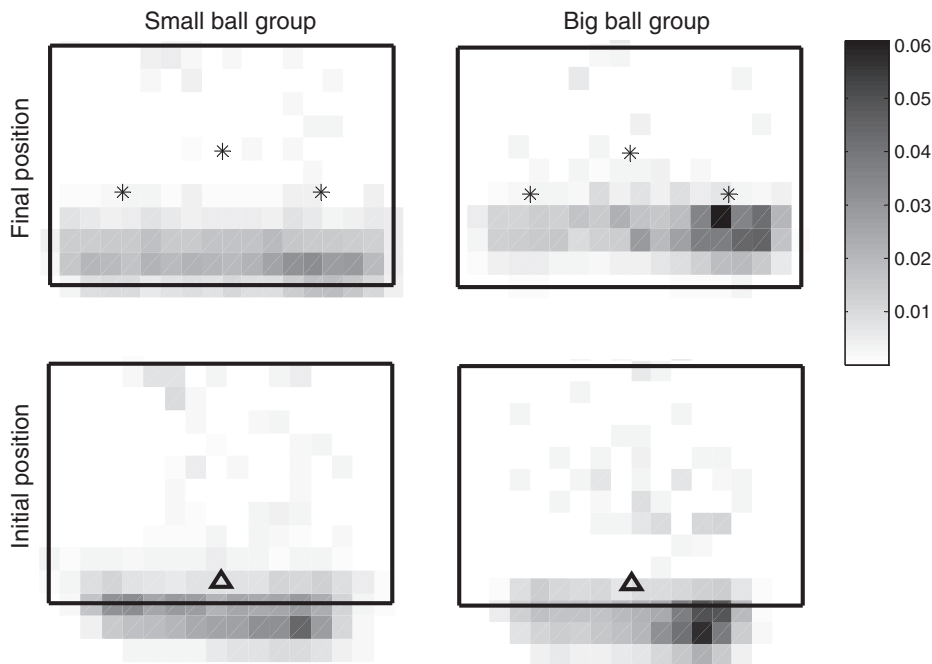 Small ball group
Big ball group
Final position
0.06
0.05
0.04
0.03
0.02
0.01
Initial position